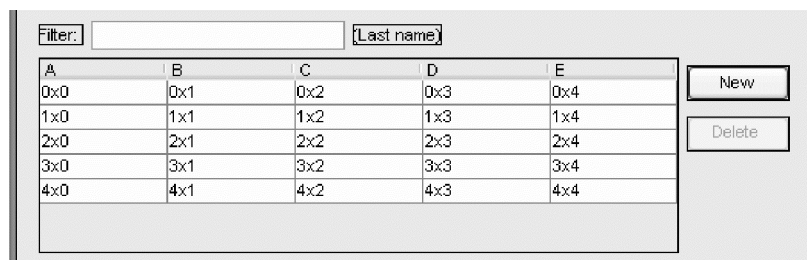 Filter: (Last name)
A B C D E
0x0 0x1 0x2 0x3 0x4
1x0 1x1 1x2 1x3 1x4
2x0 2x1 2x2 2x3 2x4
3x0 3x1 3x2 3x3 3x4
4x0 4x1 4x2 4x3 4x4
New
Delete